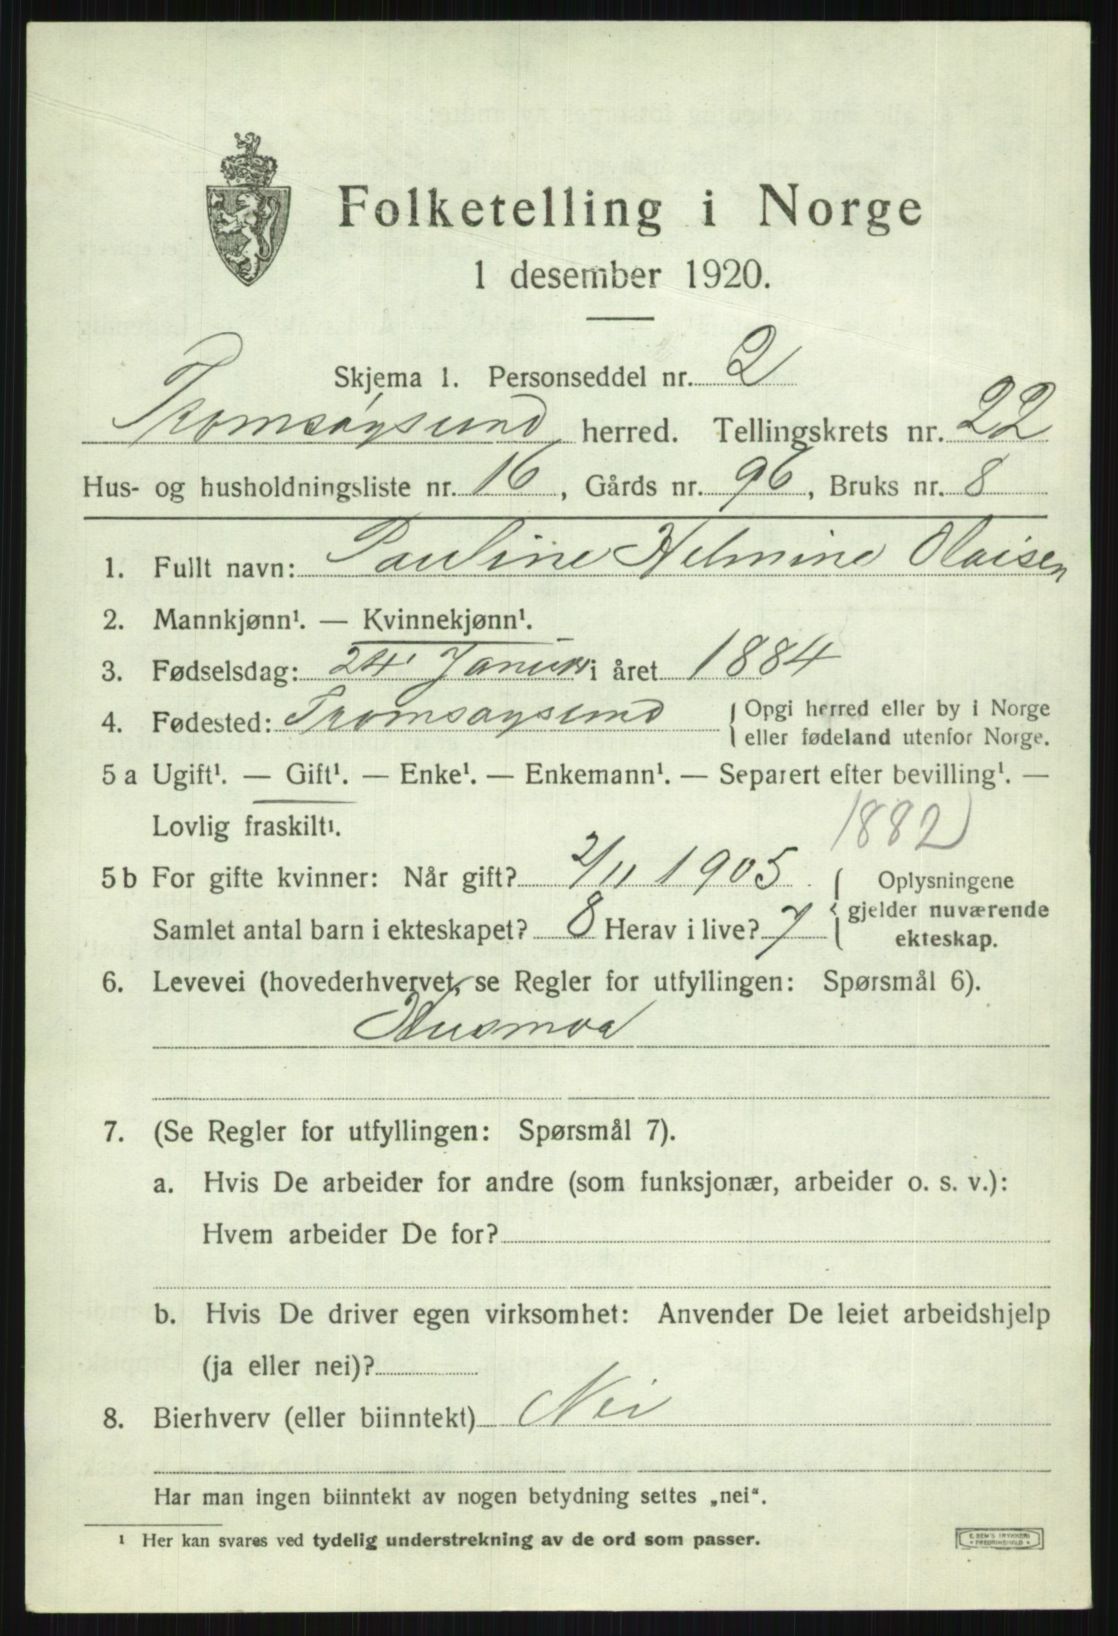 Folketelling i Norge
1 desember 1920.
Skjema 1. Personseddel nr. 2
Tromsøysund herred. Tellingskrets nr. 22
Hus- og husholdningsliste nr. 16, Gårds nr. 96, Bruks nr. 8
1. Fullt navn: Pauline Helmine Olaisen
2. Mannkjønn¹. — Kvinnekjønn¹.
3. Fødselsdag: 24 Januar i året 1884
4. Fødested: Tromsøysund { Opgi herred eller by i Norge
eller fødeland utenfor Norge.
5 a Ugift¹. — Gift¹. — Enke¹. — Enkemann¹. — Separert efter bevilling¹. —
Lovlig fraskilt¹. 1882
5 b For gifte kvinner: Når gift? 2/11 1905 { Oplysningene
gjelder nuværende
Samlet antal barn i ekteskapet? 8 Herav i live? 7
ekteskap.
6. Levevei (hovederhvervet, se Regler for utfyllingen: Spørsmål 6).
Husmoa
7. (Se Regler for utfyllingen: Spørsmål 7).
a. Hvis De arbeider for andre (som funksjonær, arbeider o. s. v.):
Hvem arbeider De for?
b. Hvis De driver egen virksomhet: Anvender De leiet arbeidshjelp
(ja eller nei)?
8. Bierhverv (eller biinntekt) Nei
Har man ingen biinntekt av nogen betydning settes „nei“.
¹ Her kan svares ved tydelig understrekning av de ord som passer.